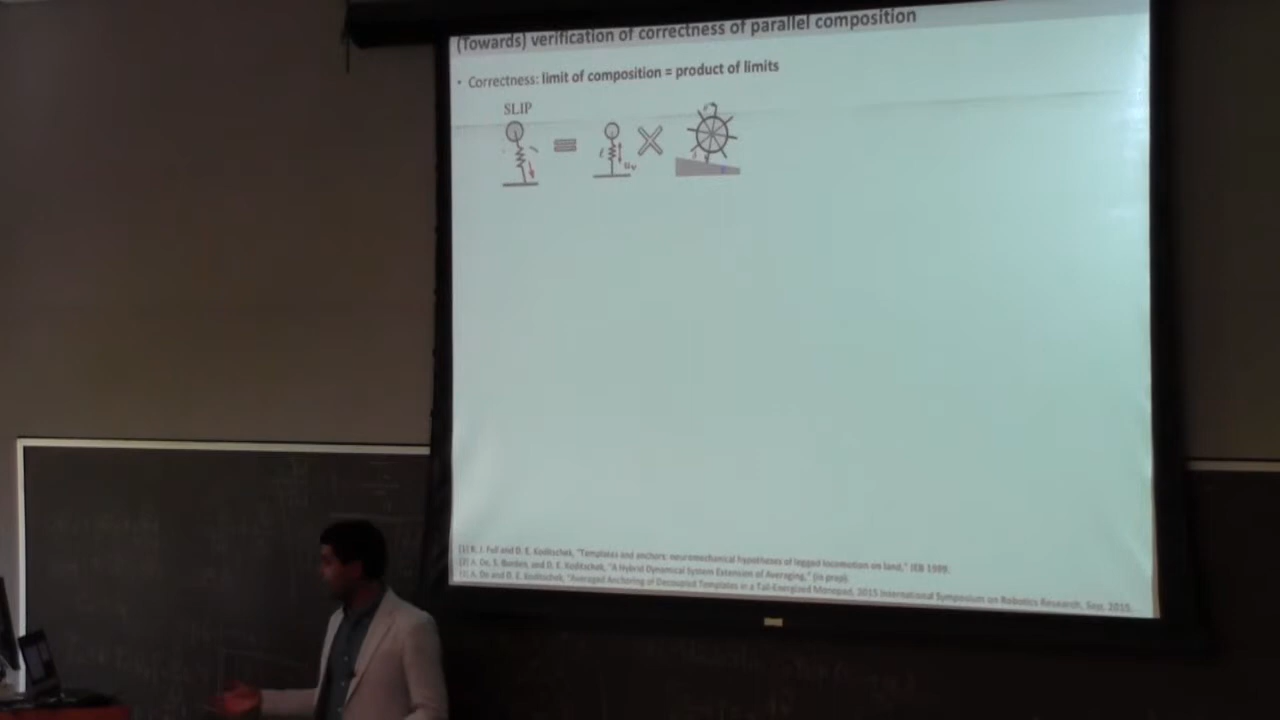 (Towards) verification of correctness of parallel composition
• Correctness: limit of composition = product of limits
SLIP
[1] R. J. Full and D. E. Koditschek, "Templates and anchors: neuromechanical hypotheses of legged locomotion on land," JEB 1999.
[2] A. De, S. Burden, and D. E. Koditschek, "A Hybrid Dynamical System Extension of Averaging," (in prep).
[3] A. De and D. E. Koditschek, "Averaged Anchoring of Decoupled Templates in a Tail-Energized Monoped, 2015 International Symposium on Robotics Research, Sep. 2015.